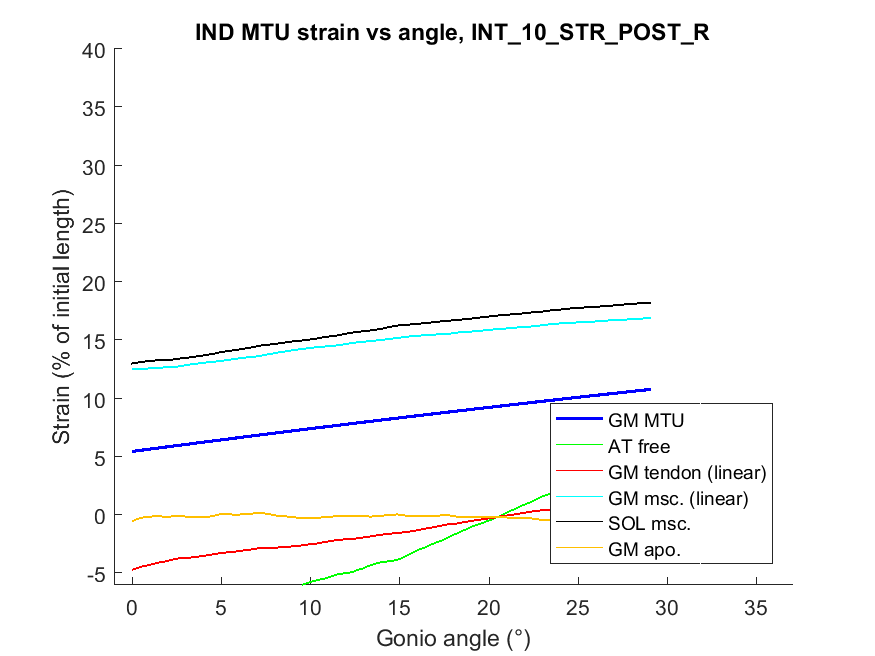 IND MTU strain vs angle, INT_10_STR_POST_R
Strain (% of initial length)
40
35
30
25
20
15
10
5
0
-5
0 5 10 15 20 25 30 35
Gonio angle (°)
GM MTU
AT free
GM tendon (linear)
GM msc. (linear)
SOL msc.
GM apo.